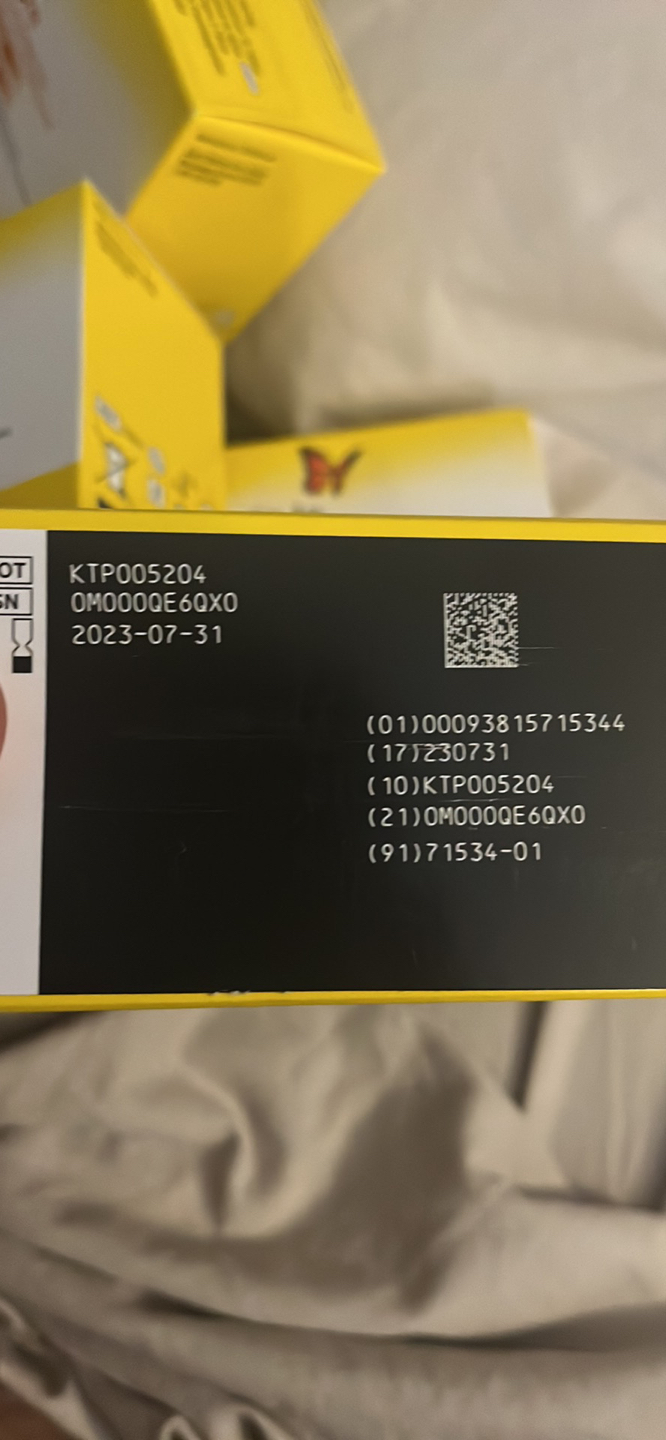 OT
SN
KTP005204
0M000QE6QX0
2023-07-31
(01)00093815715344
(17)230731
(10)KTP005204
(21)0M000QE6QX0
(91)71534-01